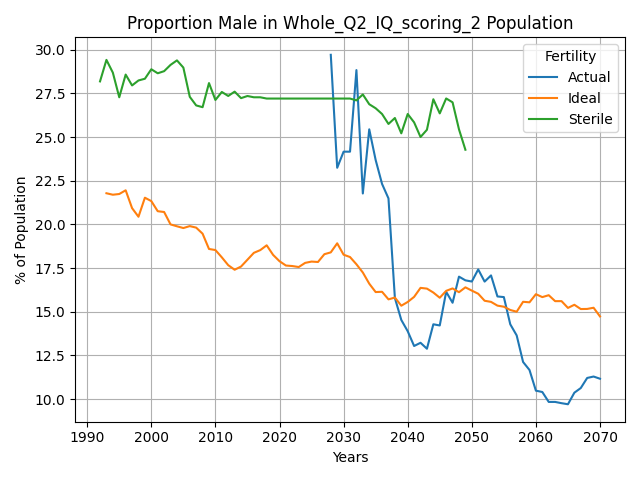 Proportion Male in Whole_Q2_IQ_scoring_2 Population
% of Population
30.0
27.5
25.0
22.5
20.0
17.5
15.0
12.5
10.0
Fertility
Actual
Ideal
Sterile
1990 2000 2010 2020 2030 2040 2050 2060 2070
Years